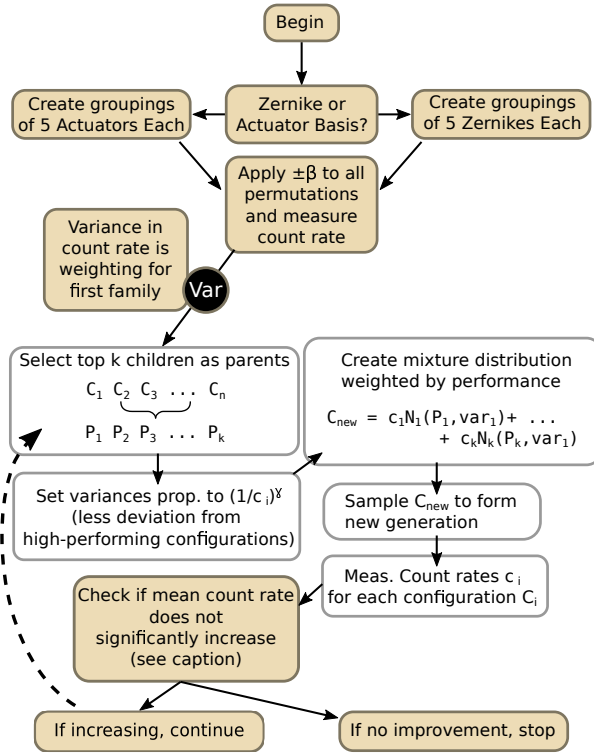 Begin
Zernike or
Actuator Basis?
Create groupings
of 5 Actuators Each
Create groupings
of 5 Zernikes Each
Apply ±β to all
permutations
and measure
count rate
Variance in
count rate is
weighting for
first family
Var
Select top k children as parents
C₁ C₂ C₃ ... Cₙ
P₁ P₂ P₃ ... Pₖ
Set variances prop. to (1/c ᵢ)ˠ
(less deviation from
high-performing configurations)
Create mixture distribution
weighted by performance
Cₙₑw = c₁N₁(P₁,var₁)+ ...
+ cₖNₖ(Pₖ,var₁)
Sample Cₙₑw to form
new generation
Meas. Count rates c ᵢ
for each configuration Cᵢ
Check if mean count rate
does not
significantly increase
(see caption)
If increasing, continue
If no improvement, stop